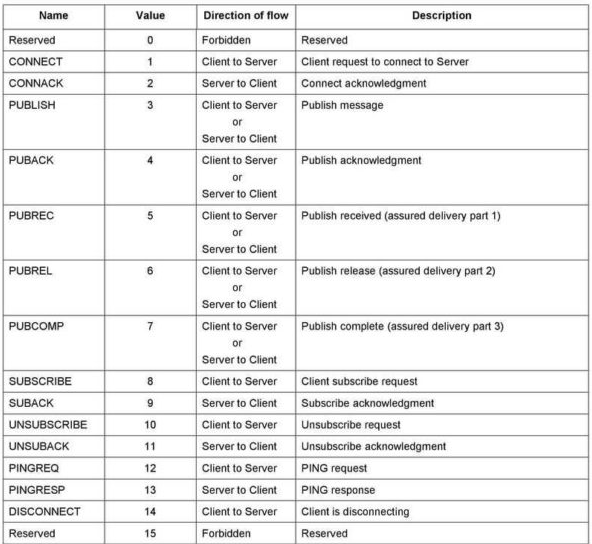 Name Value Direction of flow Description
Reserved 0 Forbidden Reserved
CONNECT 1 Client to Server Client request to connect to Server
CONNACK 2 Server to Client Connect acknowledgment
PUBLISH 3 Client to Server Publish message
or
Server to Client
PUBACK 4 Client to Server Publish acknowledgment
or
Server to Client
PUBREC 5 Client to Server Publish received (assured delivery part 1)
or
Server to Client
PUBREL 6 Client to Server Publish release (assured delivery part 2)
or
Server to Client
PUBCOMP 7 Client to Server Publish complete (assured delivery part 3)
or
Server to Client
SUBSCRIBE 8 Client to Server Client subscribe request
SUBACK 9 Server to Client Subscribe acknowledgment
UNSUBSCRIBE 10 Client to Server Unsubscribe request
UNSUBACK 11 Server to Client Unsubscribe acknowledgment
PINGREQ 12 Client to Server PING request
PINGRESP 13 Server to Client PING response
DISCONNECT 14 Client to Server Client is disconnecting
Reserved 15 Forbidden Reserved